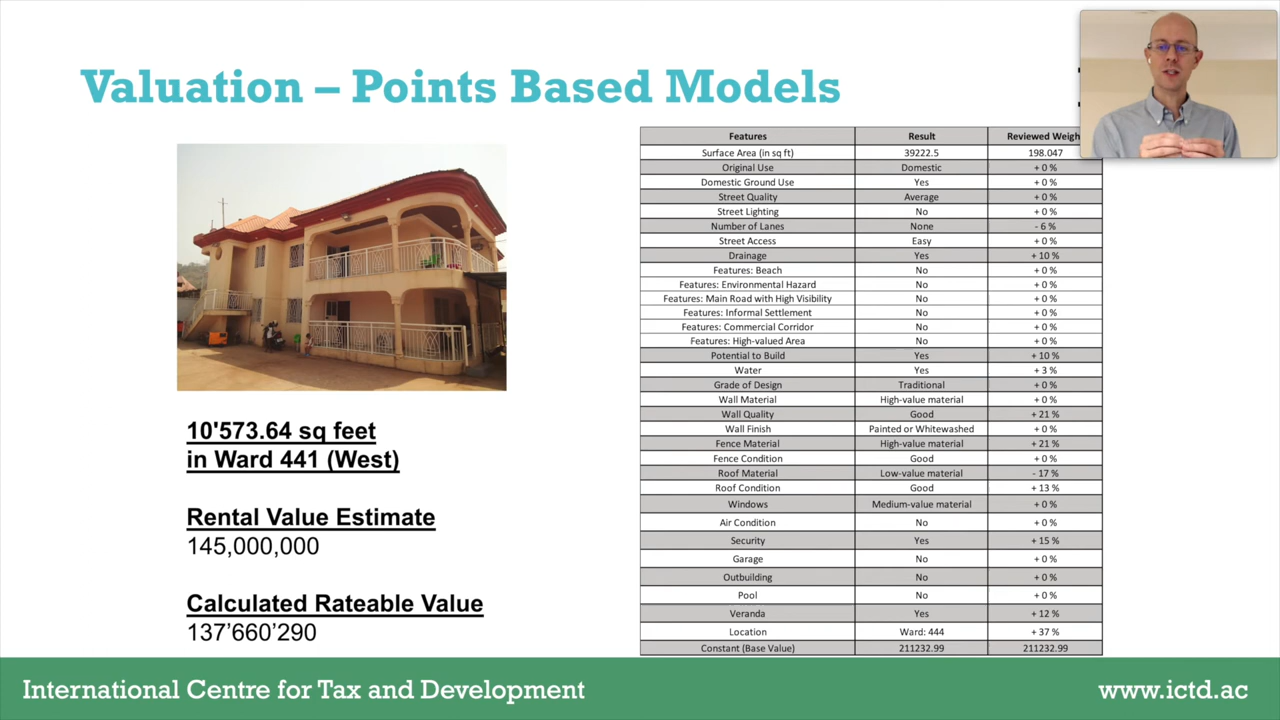 Valuation – Points Based Models
10'573.64 sq feet
in Ward 441 (West)
Rental Value Estimate
145,000,000
Calculated Rateable Value
137’660’290
Features Result Reviewed
Surface Area (in sq ft) 39222.5 198.047
Original Use Domestic + 0 %
Domestic Ground Use Yes + 0 %
Street Quality Average + 0 %
Street Lighting No + 0 %
Number of Lanes None - 6 %
Street Access Easy + 0 %
Drainage Yes + 10 %
Features: Beach No + 0 %
Features: Environmental Hazard No + 0 %
Features: Main Road with High Visibility No + 0 %
Features: Informal Settlement No + 0 %
Features: Commercial Corridor No + 0 %
Features: High-valued Area No + 0 %
Potential to Build Yes + 10 %
Water Yes + 3 %
Grade of Design Traditional + 0 %
Wall Material High-value material + 0 %
Wall Quality Good + 21 %
Wall Finish Painted or Whitewashed + 0 %
Fence Material High-value material + 21 %
Fence Condition Good + 0 %
Roof Material Low-value material - 17 %
Roof Condition Good + 13 %
Windows Medium-value material + 0 %
Air Condition No + 0 %
Security Yes + 15 %
Garage No + 0 %
Outbuilding No + 0 %
Pool No + 0 %
Veranda Yes + 12 %
Location Ward: 444 + 37 %
Constant (Base Value) 211232.99 211232.99
International Centre for Tax and Development
www.ictd.ac